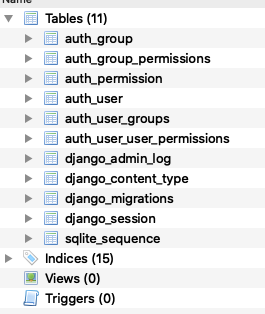 Tables (11)
auth_group
auth_group_permissions
auth_permission
auth_user
auth_user_groups
auth_user_user_permissions
django_admin_log
django_content_type
django_migrations
django_session
sqlite_sequence
Indices (15)
Views (0)
Triggers (0)